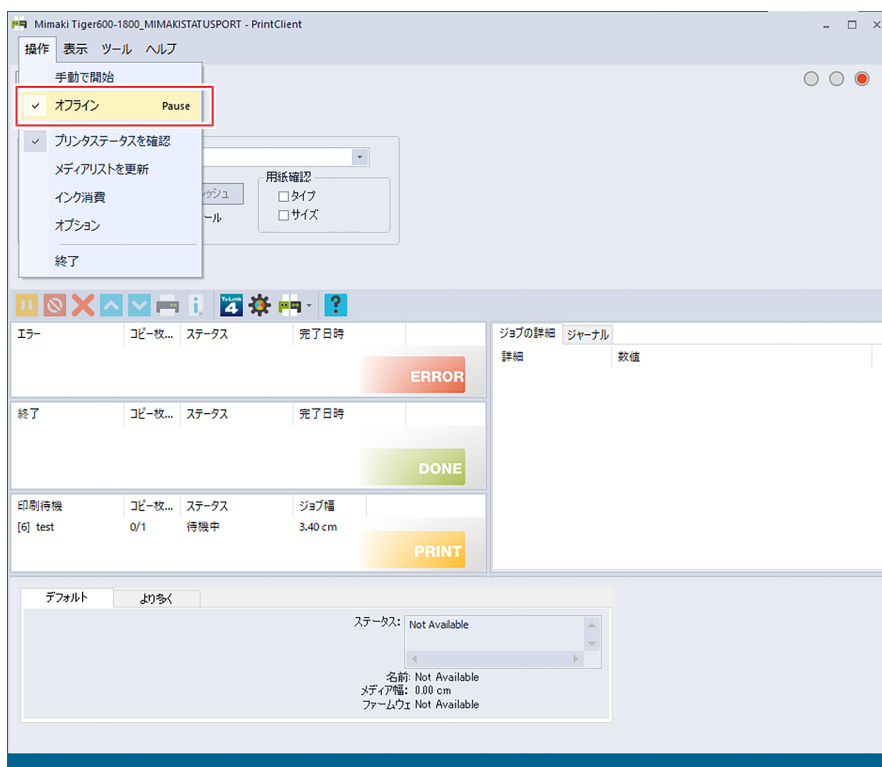 Mimaki Tiger600-1800_MIMAKISTATUSPORT - PrintClient
操作 表示 ツール ヘルプ
手動で開始
オフライン Pause
プリンタステータスを確認
メディアリストを更新
インク消費
オプション
終了
用紙確認
ッシュ タイプ
ール サイズ
TxLink 4 i ?
エラー コピー枚... ステータス 完了日時
ERROR
終了 コピー枚... ステータス 完了日時
DONE
印刷待機 コピー枚... ステータス ジョブ幅
[6] test 0/1 待機中 3.40 cm
PRINT
ジョブの詳細 ジャーナル
詳細 数値
デフォルト より多く
ステータス: Not Available
名前: Not Available
メディア幅: 0.00 cm
ファームウェ Not Available